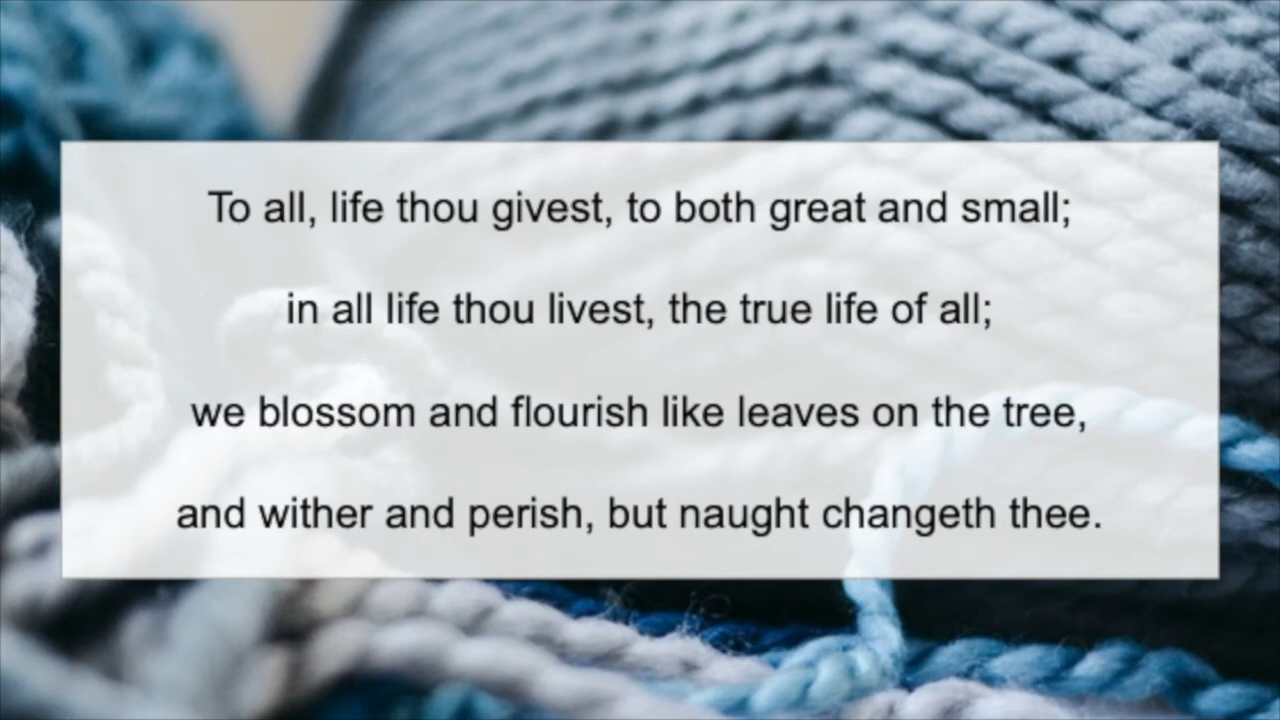 To all, life thou givest, to both great and small;
in all life thou livest, the true life of all;
we blossom and flourish like leaves on the tree,
and wither and perish, but naught changeth thee.